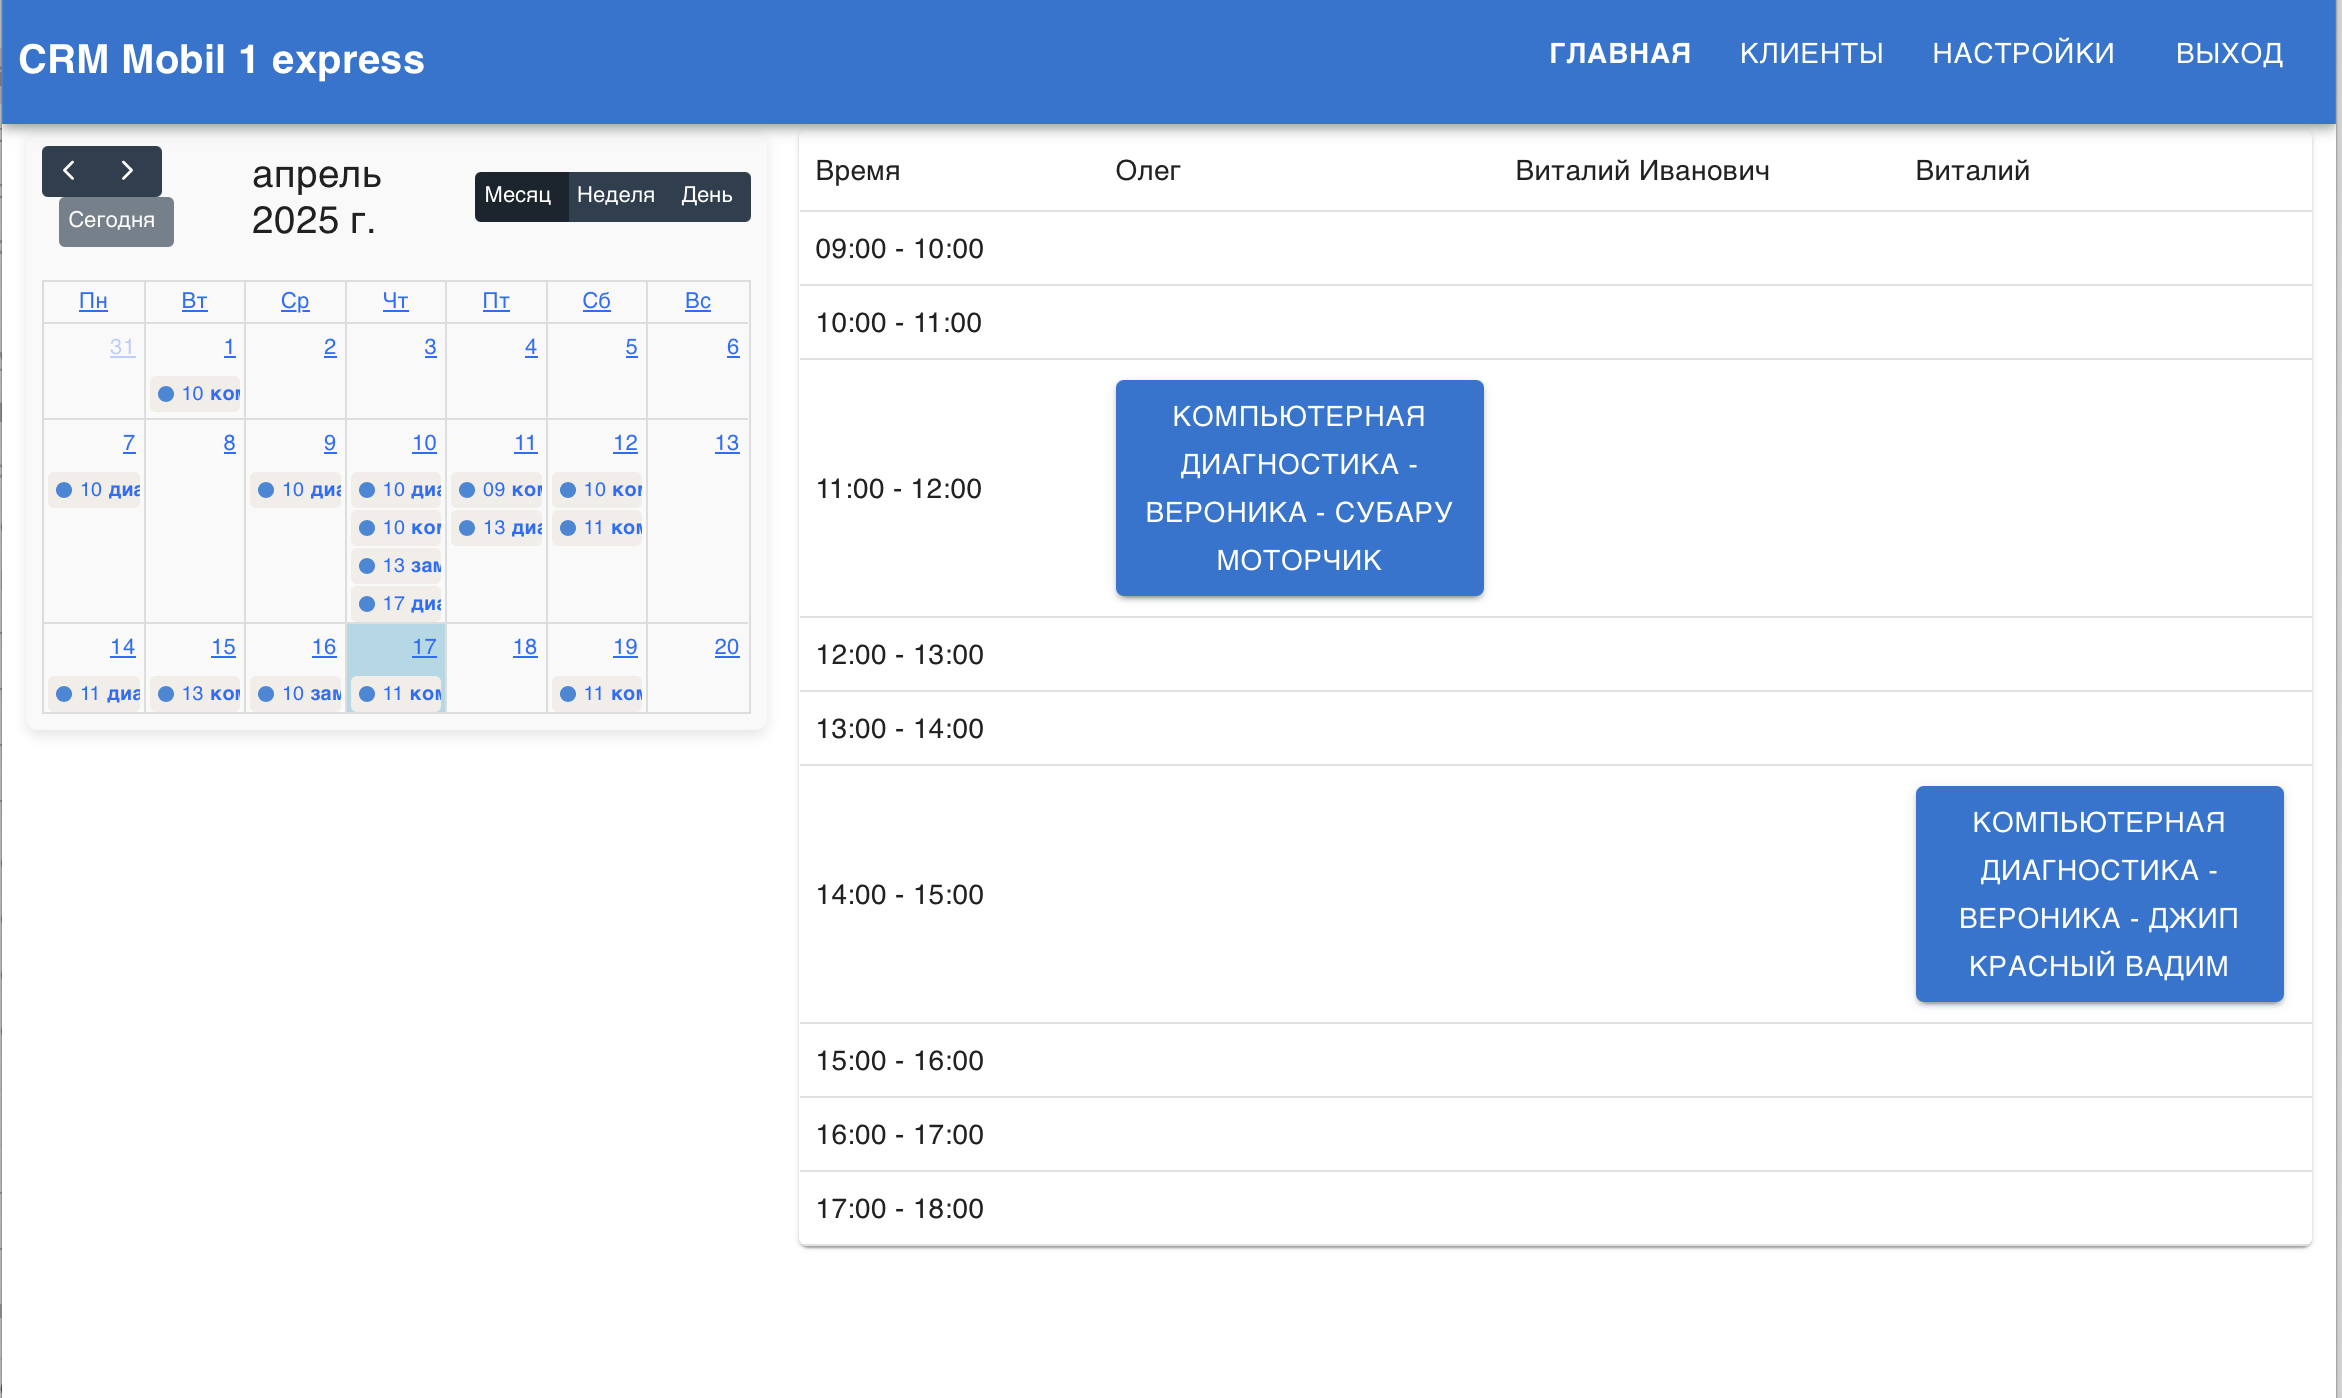 CRM Mobil 1 express
ГЛАВНАЯ КЛИЕНТЫ НАСТРОЙКИ ВЫХОД
Сегодня
апрель
2025 г.
Месяц Неделя День
Пн Вт Ср Чт Пт Сб Вс
31 1 2 3 4 5 6
10 ком
7 8 9 10 11 12 13
10 диа 10 диа 10 диа 09 ком 10 ком
10 ком 13 диа 11 ком
13 зам
17 диа
14 15 16 17 18 19 20
11 диа 13 ком 10 зам 11 ком 11 ком
Время Олег Виталий Иванович Виталий
09:00 - 10:00
10:00 - 11:00
11:00 - 12:00
КОМПЬЮТЕРНАЯ
ДИАГНОСТИКА -
ВЕРОНИКА - СУБАРУ
МОТОРЧИК
12:00 - 13:00
13:00 - 14:00
14:00 - 15:00
КОМПЬЮТЕРНАЯ
ДИАГНОСТИКА -
ВЕРОНИКА - ДЖИП
КРАСНЫЙ ВАДИМ
15:00 - 16:00
16:00 - 17:00
17:00 - 18:00